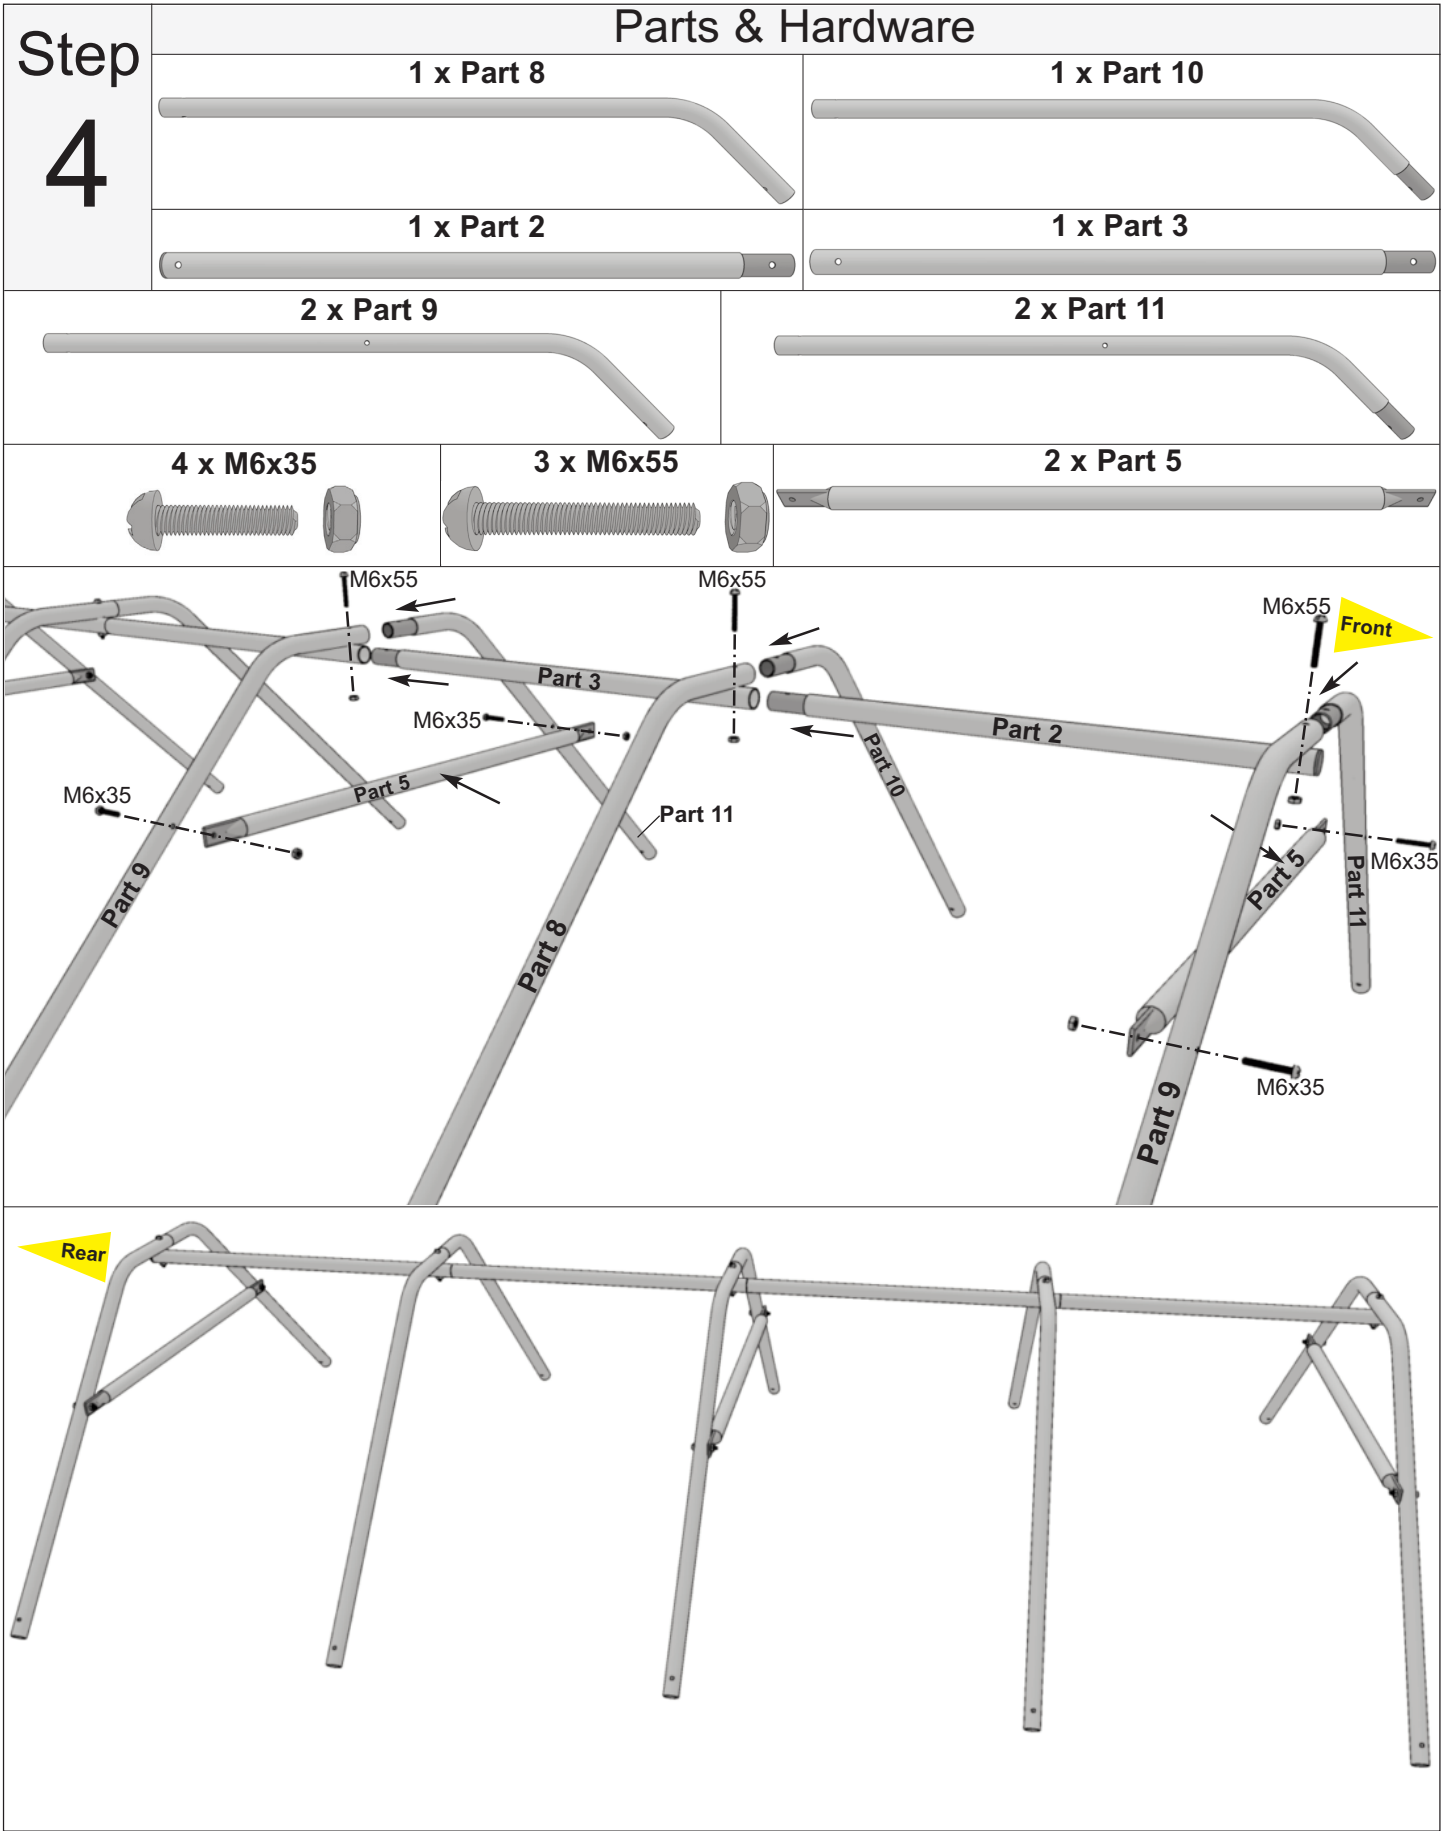 Step
4
Parts & Hardware
1 x Part 8
1 x Part 10
1 x Part 2
1 x Part 3
2 x Part 9
2 x Part 11
4 x M6x35
3 x M6x55
2 x Part 5
M6x55
M6x55
M6x55
Front
Part 3
M6x35
Part 2
Part 10
Part 5
M6x35
Part 11
Part 9
Part 8
Part 5
M6x35
Part 11
M6x35
Part 9
Rear